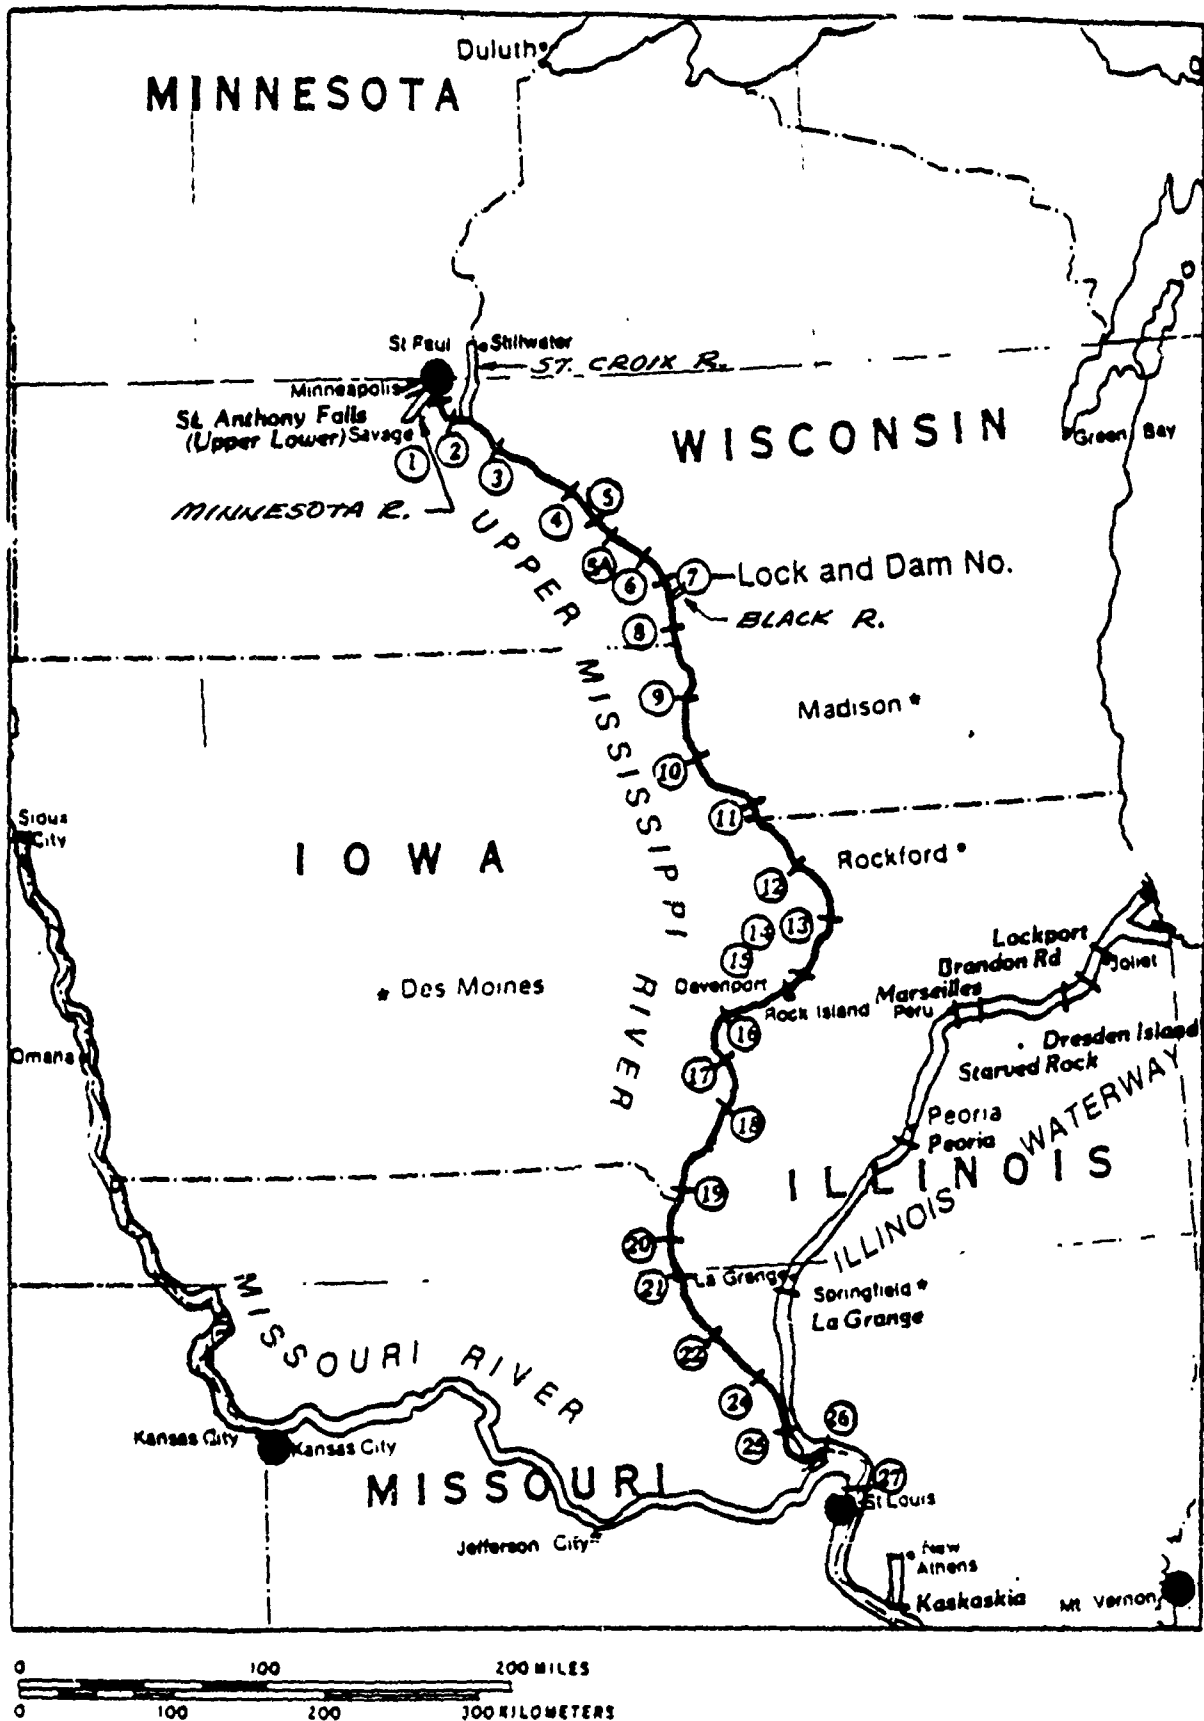 Duluth
MINNESOTA
St Paul
Stillwater
ST. CROIX R.
Minneapolis
St. Anthony Falls
(Upper Lower)
Savage
WISCONSIN
Green Bay
1
2
3
MINNESOTA R.
4
5
5A
6
7
Lock and Dam No.
BLACK R.
8
UPPER MISSISSIPPI RIVER
9
Madison *
10
11
Sioux
City
IOWA
Rockford
12
13
14
15
Lockport
Brandon Rd
Joliet
* Des Moines
Devenport
Rock Island
Marseilles
Peru
Omaha
16
Dresden Island
Starved Rock
17
18
Peoria
Peoria
ILLINOIS WATERWAY
ILLINOIS
19
20
21
La Grange
Springfield *
La Grange
MISSOURI RIVER
22
24
25
26
27
Kansas City
Kansas City
MISSOURI
St Louis
Jefferson City
New
Athens
Kaskaskia
Mt Vernon
0 100 200 MILES
0 100 200 300 KILOMETERS